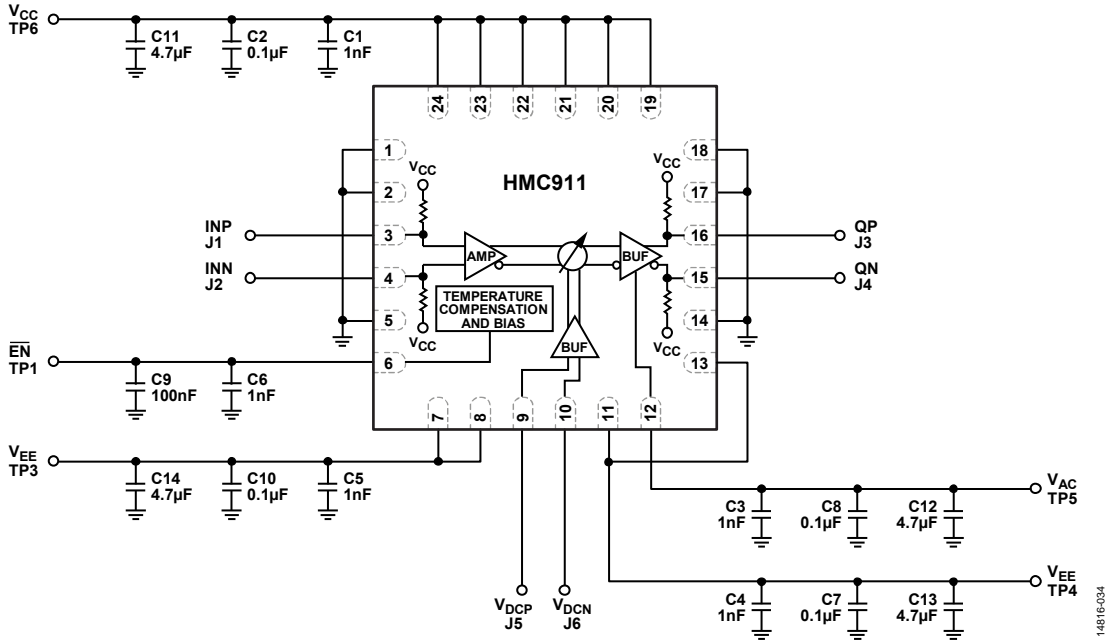 VCC
TP6
C11
4.7µF
C2
0.1µF
C1
1nF
24
23
22
21
20
19
1
2
3
4
5
6
18
17
16
15
14
13
VCC
HMC911
VCC
INP
J1
INN
J2
AMP
BUF
QP
J3
QN
J4
TEMPERATURE
COMPENSATION
AND BIAS
VCC
BUF
VCC
EN
TP1
C9
100nF
C6
1nF
7
8
9
10
11
12
VEE
TP3
C14
4.7µF
C10
0.1µF
C5
1nF
C3
1nF
C8
0.1µF
C12
4.7µF
VAC
TP5
VDCP
J5
VDCN
J6
C4
1nF
C7
0.1µF
C13
4.7µF
VEE
TP4
14816-034